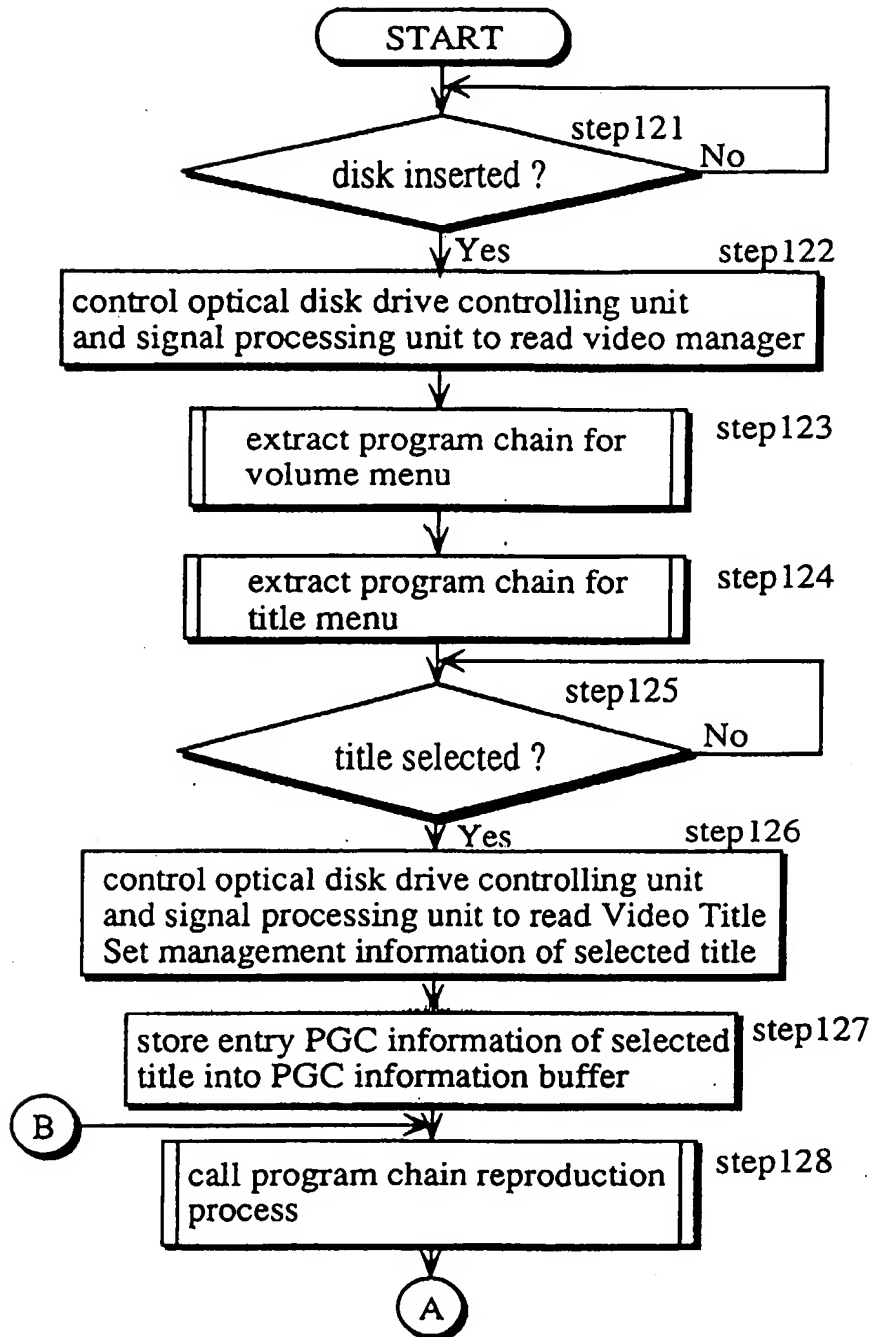 START
step121
No
disk inserted ?
Yes
step122
control optical disk drive controlling unit
and signal processing unit to read video manager
extract program chain for
volume menu
step123
extract program chain for
title menu
step124
step125
No
title selected ?
Yes
step126
control optical disk drive controlling unit
and signal processing unit to read Video Title
Set management information of selected title
store entry PGC information of selected
title into PGC information buffer
step127
B
call program chain reproduction
process
step128
A